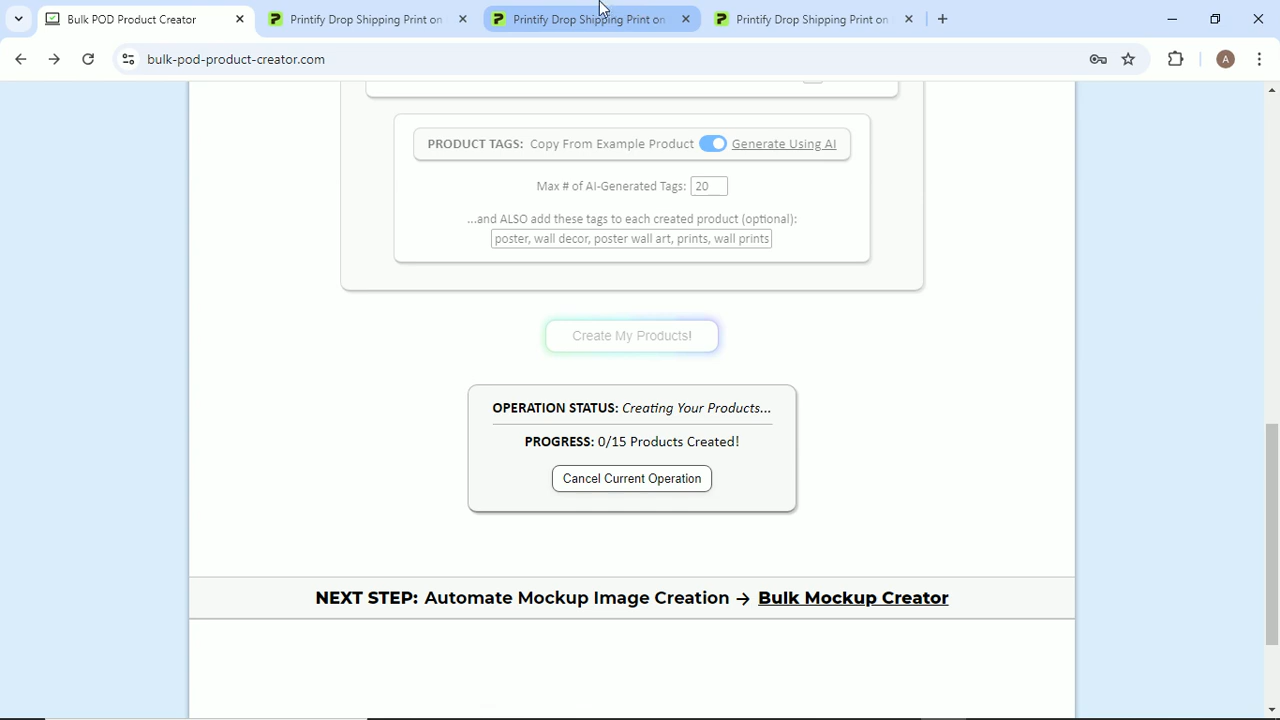 Bulk POD Product Creator
Printify Drop Shipping Print on
Printify Drop Shipping Print on
Printify Drop Shipping Print on
bulk-pod-product-creator.com
A
PRODUCT TAGS: Copy From Example Product Generate Using AI
Max # of AI-Generated Tags: 20
...and ALSO add these tags to each created product (optional):
poster, wall decor, poster wall art, prints, wall prints
Create My Products!
OPERATION STATUS: Creating Your Products...
PROGRESS: 0/15 Products Created!
Cancel Current Operation
NEXT STEP: Automate Mockup Image Creation → Bulk Mockup Creator